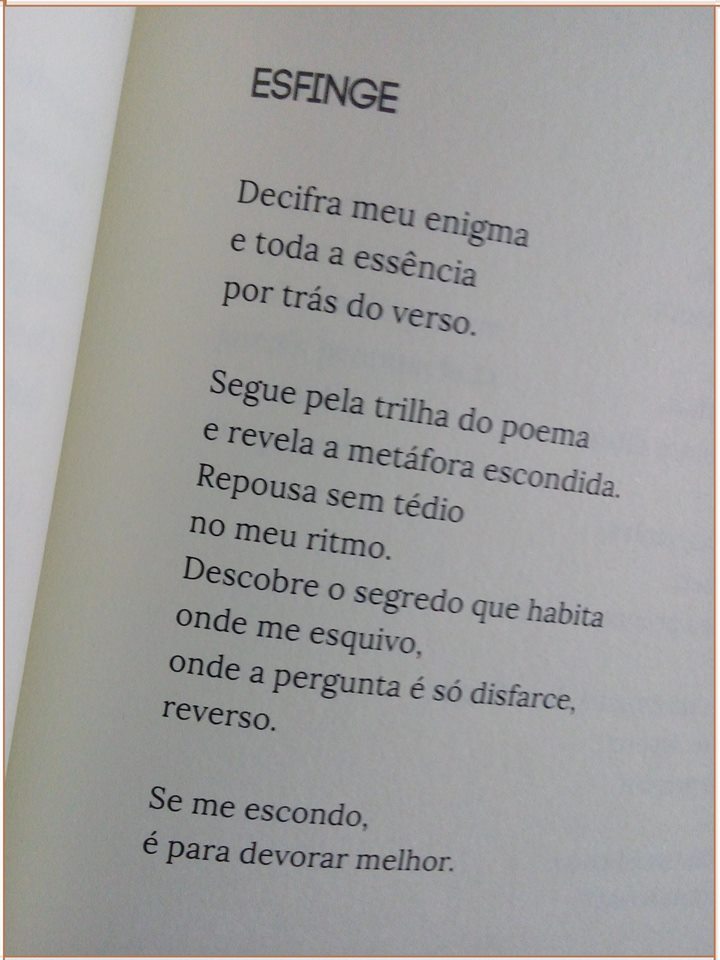 ESFINGE
Decifra meu enigma
e toda a essência
por trás do verso.
Segue pela trilha do poema
e revela a metáfora escondida.
Repousa sem tédio
no meu ritmo.
Descobre o segredo que habita
onde me esquivo,
onde a pergunta é só disfarce,
reverso.
Se me escondo,
é para devorar melhor.